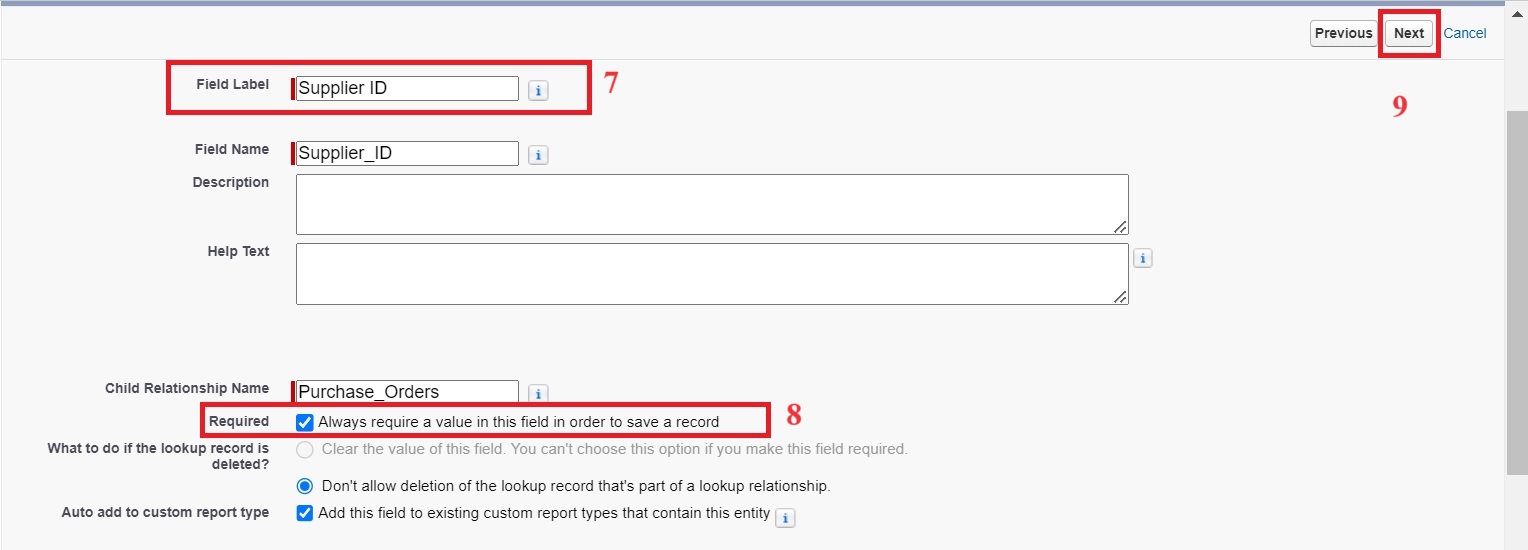 Previous Next Cancel
Field Label Supplier ID i 7
9
Field Name Supplier_ID i
Description
Help Text i
Child Relationship Name Purchase_Orders i
Required Always require a value in this field in order to save a record 8
What to do if the lookup record is
deleted?
Clear the value of this field. You can't choose this option if you make this field required.
Don't allow deletion of the lookup record that's part of a lookup relationship.
Auto add to custom report type Add this field to existing custom report types that contain this entity i